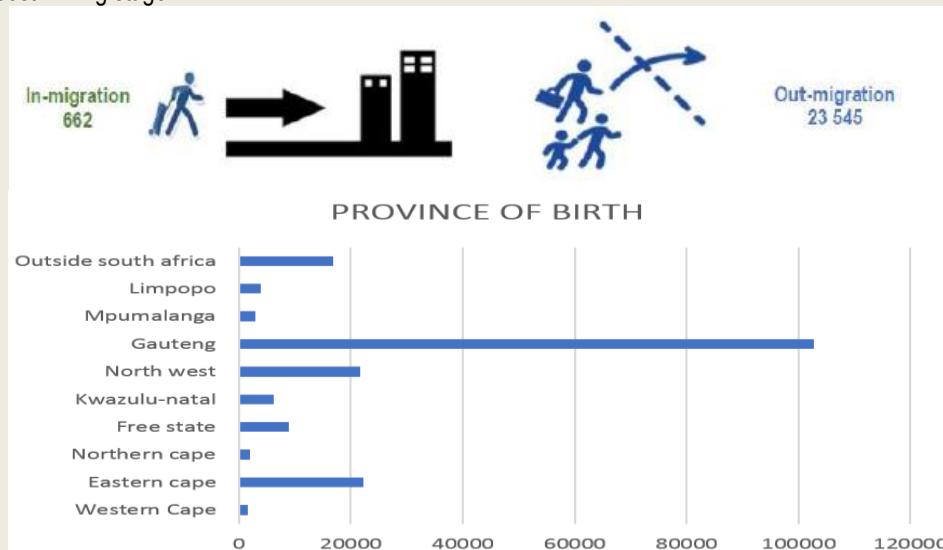 In-migration
662
Out-migration
23 545
PROVINCE OF BIRTH
Outside south africa
Limpopo
Mpumalanga
Gauteng
North west
Kwazulu-natal
Free state
Northern cape
Eastern cape
Western Cape
0 20000 40000 60000 80000 100000 120000